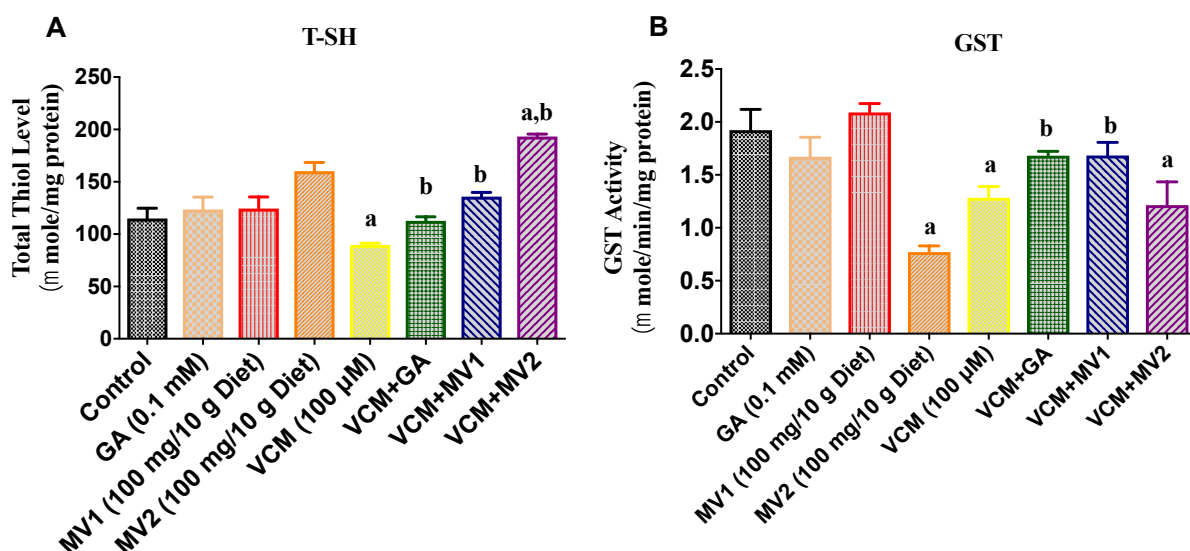 A
T-SH
Total Thiol Level
(m mole/mg protein)
250
200
150
100
50
0
a
b
b
a,b
Control
GA (0.1 mM)
MV1 (100 mg/10 g Diet)
MV2 (100 mg/10 g Diet)
VCM (100 µM)
VCM+GA
VCM+MV1
VCM+MV2
B
GST
GST Activity
(m mole/min/mg protein)
2.5
2.0
1.5
1.0
0.5
0.0
a
a
b
b
a
Control
GA (0.1 mM)
MV1 (100 mg/10 g Diet)
MV2 (100 mg/10 g Diet)
VCM (100 µM)
VCM+GA
VCM+MV1
VCM+MV2